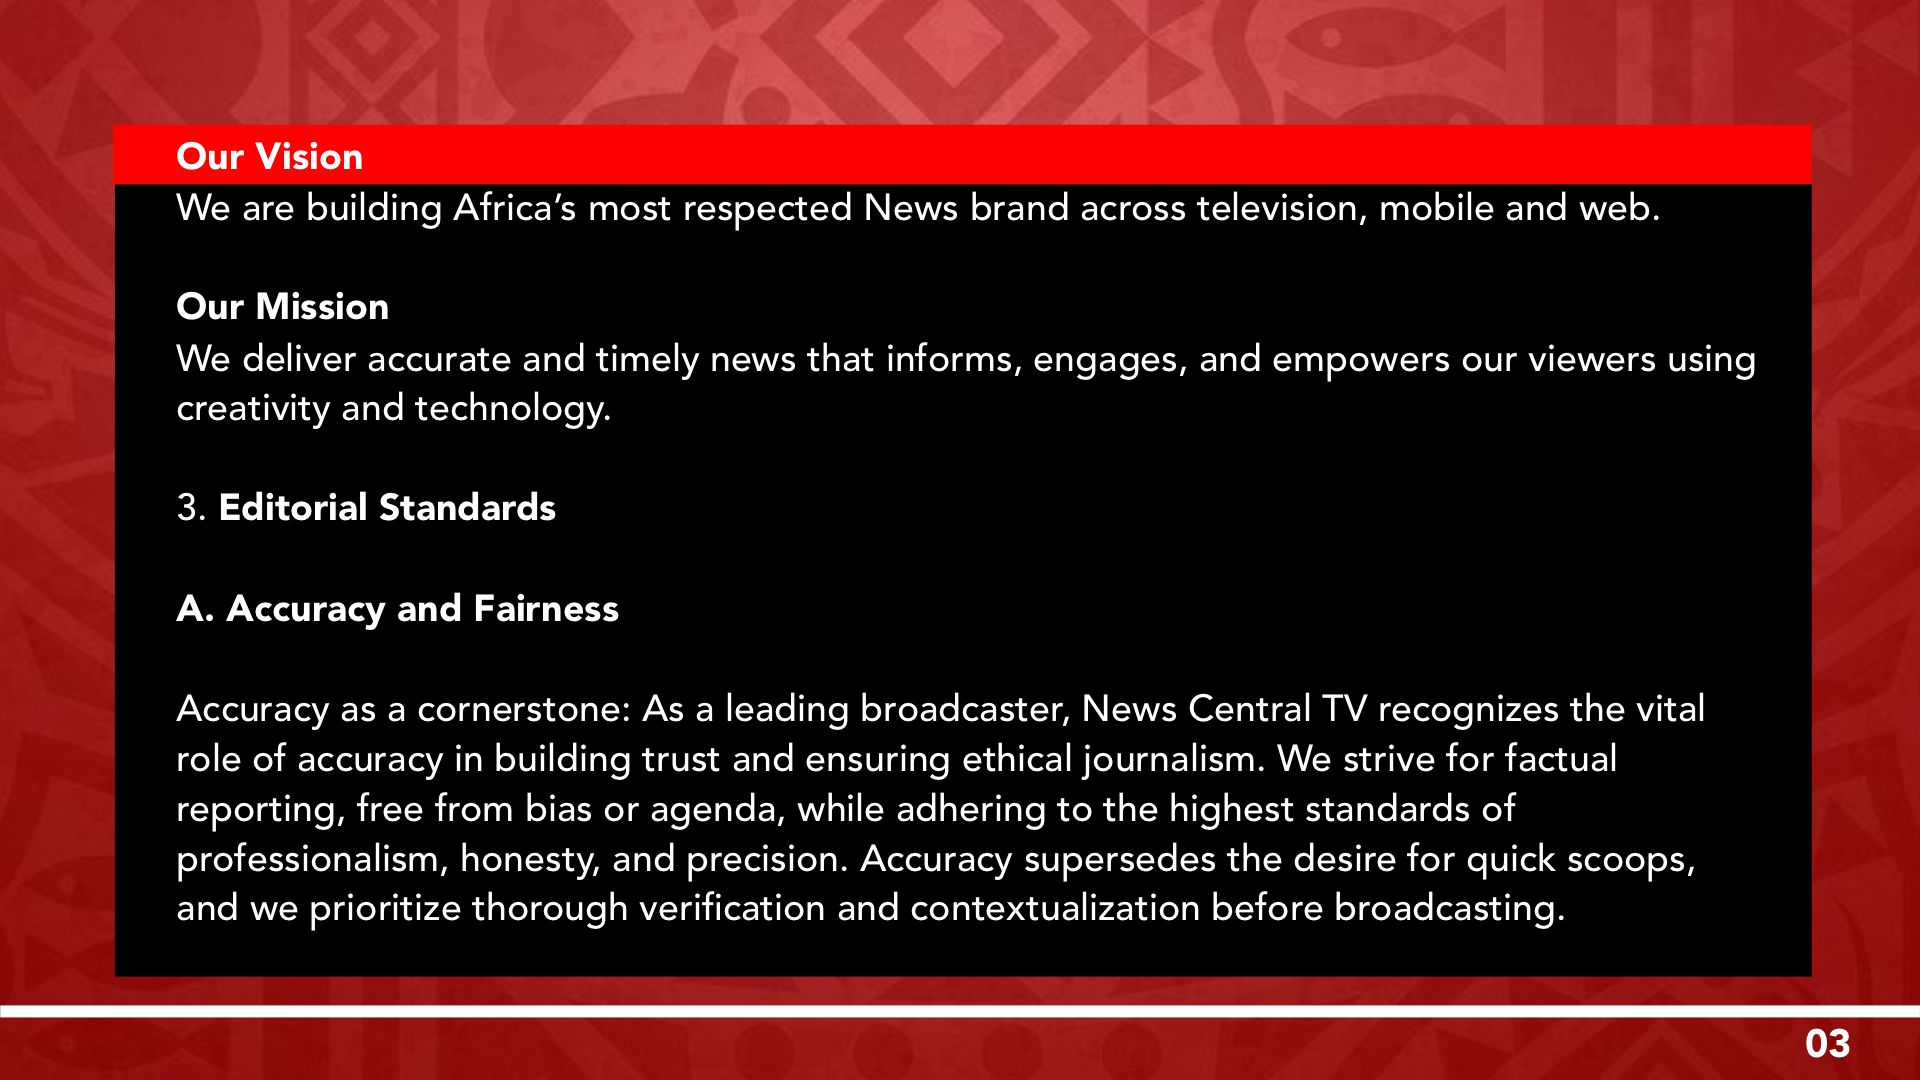 Our Vision
We are building Africa’s most respected News brand across television, mobile and web.
Our Mission
We deliver accurate and timely news that informs, engages, and empowers our viewers using
creativity and technology.
3. Editorial Standards
A. Accuracy and Fairness
Accuracy as a cornerstone: As a leading broadcaster, News Central TV recognizes the vital
role of accuracy in building trust and ensuring ethical journalism. We strive for factual
reporting, free from bias or agenda, while adhering to the highest standards of
professionalism, honesty, and precision. Accuracy supersedes the desire for quick scoops,
and we prioritize thorough verification and contextualization before broadcasting.
03